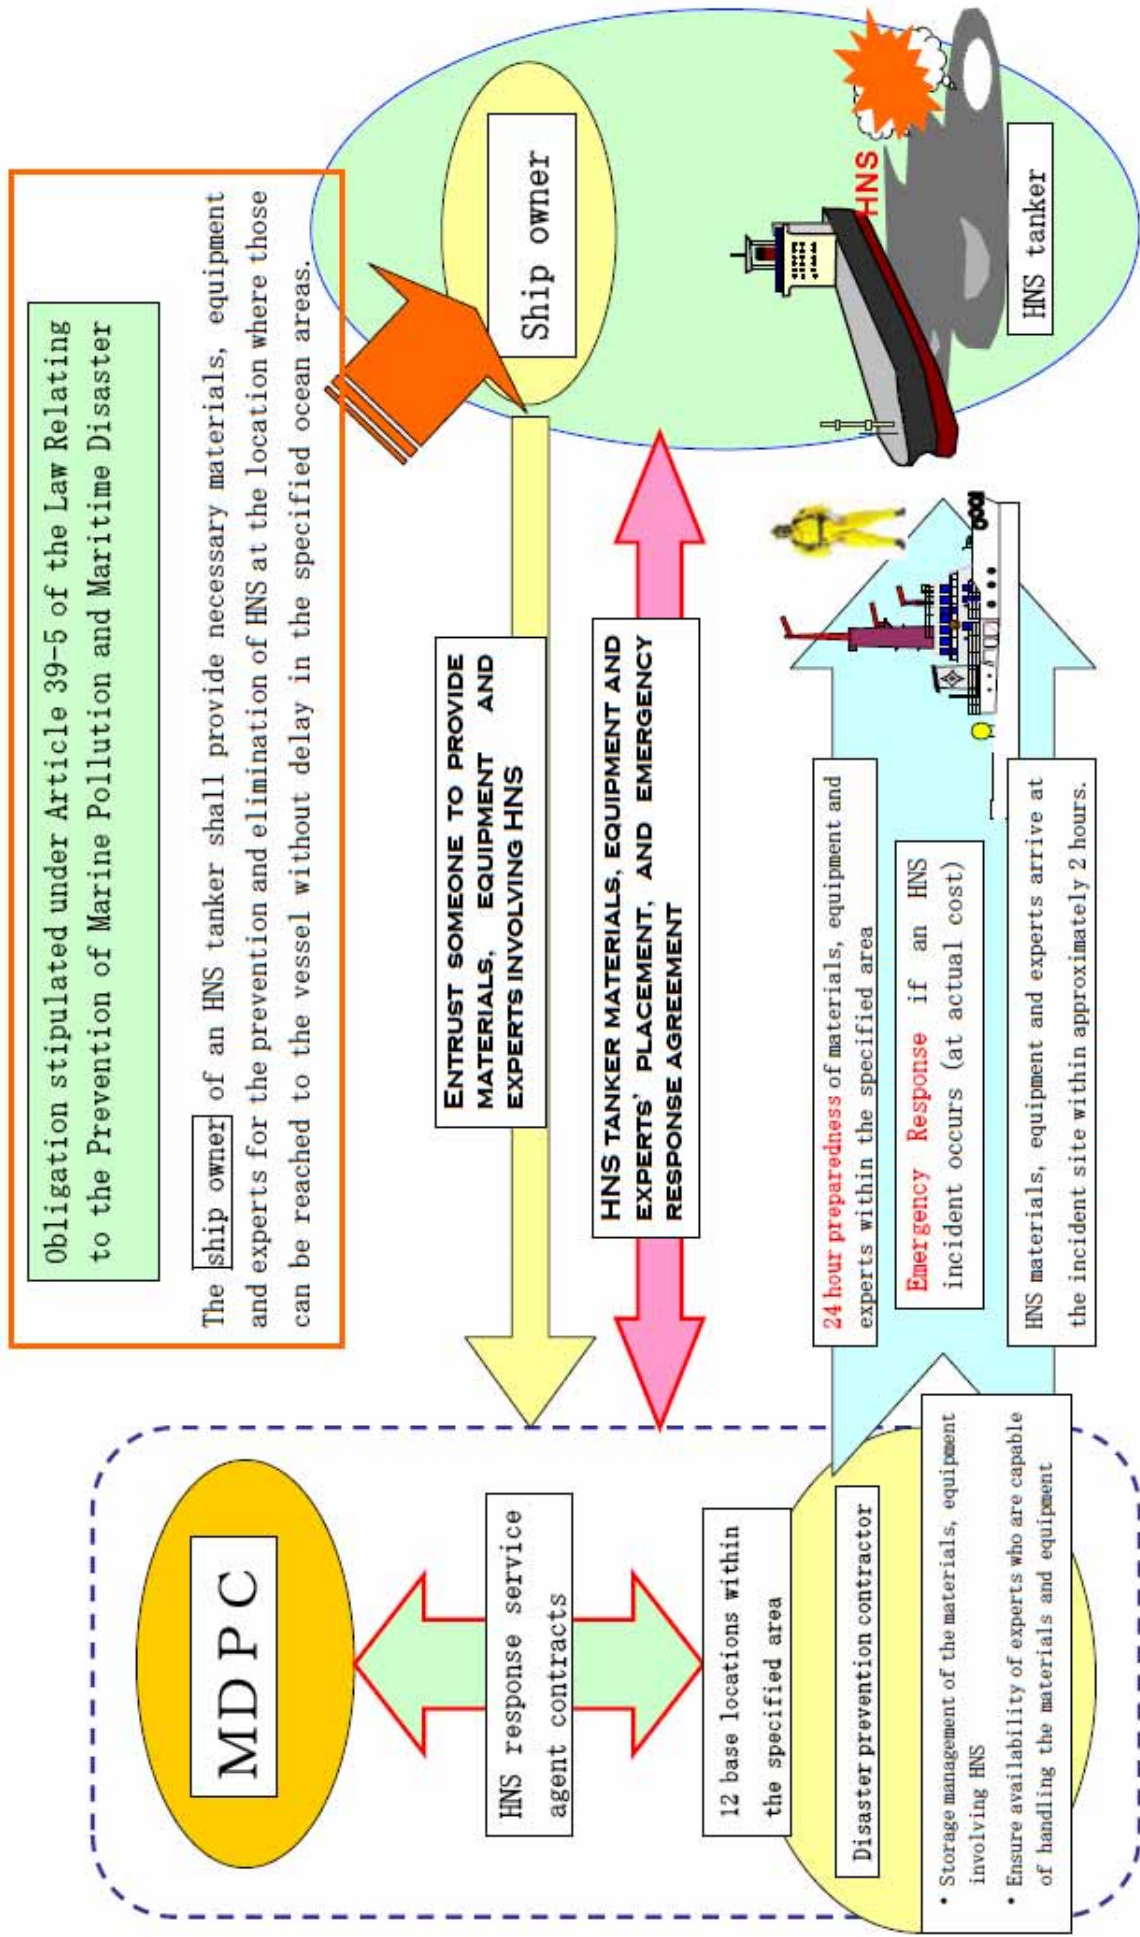 Obligation stipulated under Article 39-5 of the Law Relating
to the Prevention of Marine Pollution and Maritime Disaster
The ship owner of an HNS tanker shall provide necessary materials, equipment
and experts for the prevention and elimination of HNS at the location where those
can be reached to the vessel without delay in the specified ocean areas.
MDPC
HNS response service
agent contracts
12 base locations within
the specified area
Disaster prevention contractor
• Storage management of the materials, equipment
involving HNS
• Ensure availability of experts who are capable
of handling the materials and equipment
ENTRUST SOMEONE TO PROVIDE
MATERIALS, EQUIPMENT AND
EXPERTS INVOLVING HNS
HNS TANKER MATERIALS, EQUIPMENT AND
EXPERTS' PLACEMENT, AND EMERGENCY
RESPONSE AGREEMENT
24 hour preparedness of materials, equipment and
experts within the specified area
Emergency Response if an HNS
incident occurs (at actual cost)
HNS materials, equipment and experts arrive at
the incident site within approximately 2 hours.
Ship owner
HNS
HNS tanker